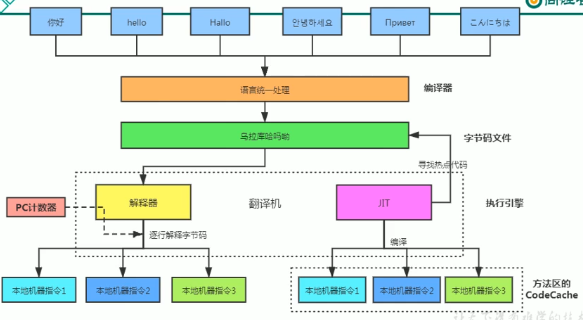 你好
hello
Hallo
안녕하세요
Привет
こんにちは
语言统一处理
编译器
乌拉库哈吗哟
字节码文件
寻找热点代码
解释器
翻译机
JIT
执行引擎
PC计数器
逐行解释字节码
编译
本地机器指令1
本地机器指令2
本地机器指令3
本地机器指令1
本地机器指令2
本地机器指令3
方法区的
CodeCache